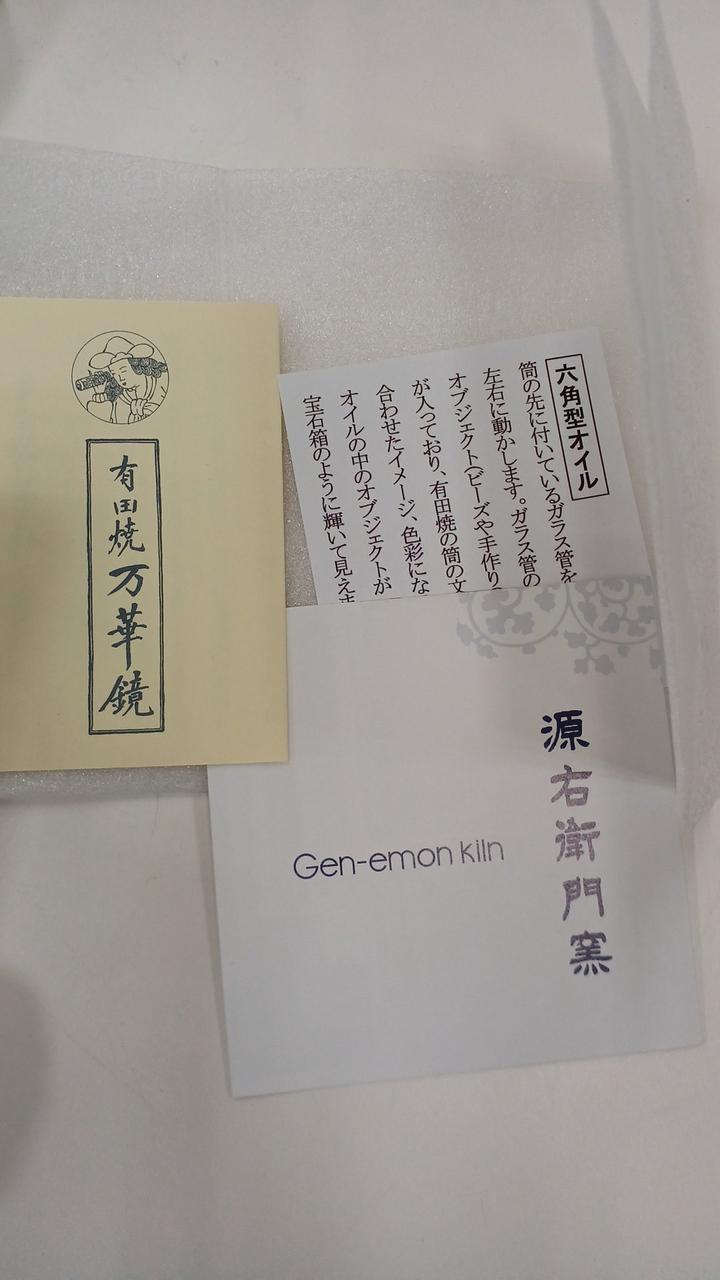 有田焼万華鏡
六角型オイル
筒の先に付いているガラス管を
左右に動かします。ガラス管の
オブジェクト(ビーズや手作り
が入っており、有田焼の筒の文
合わせたイメージ、色彩にな
オイルの中のオブジェクトが
宝石箱のように輝いて見えま
源右衛門窯
Gen-emon kiln